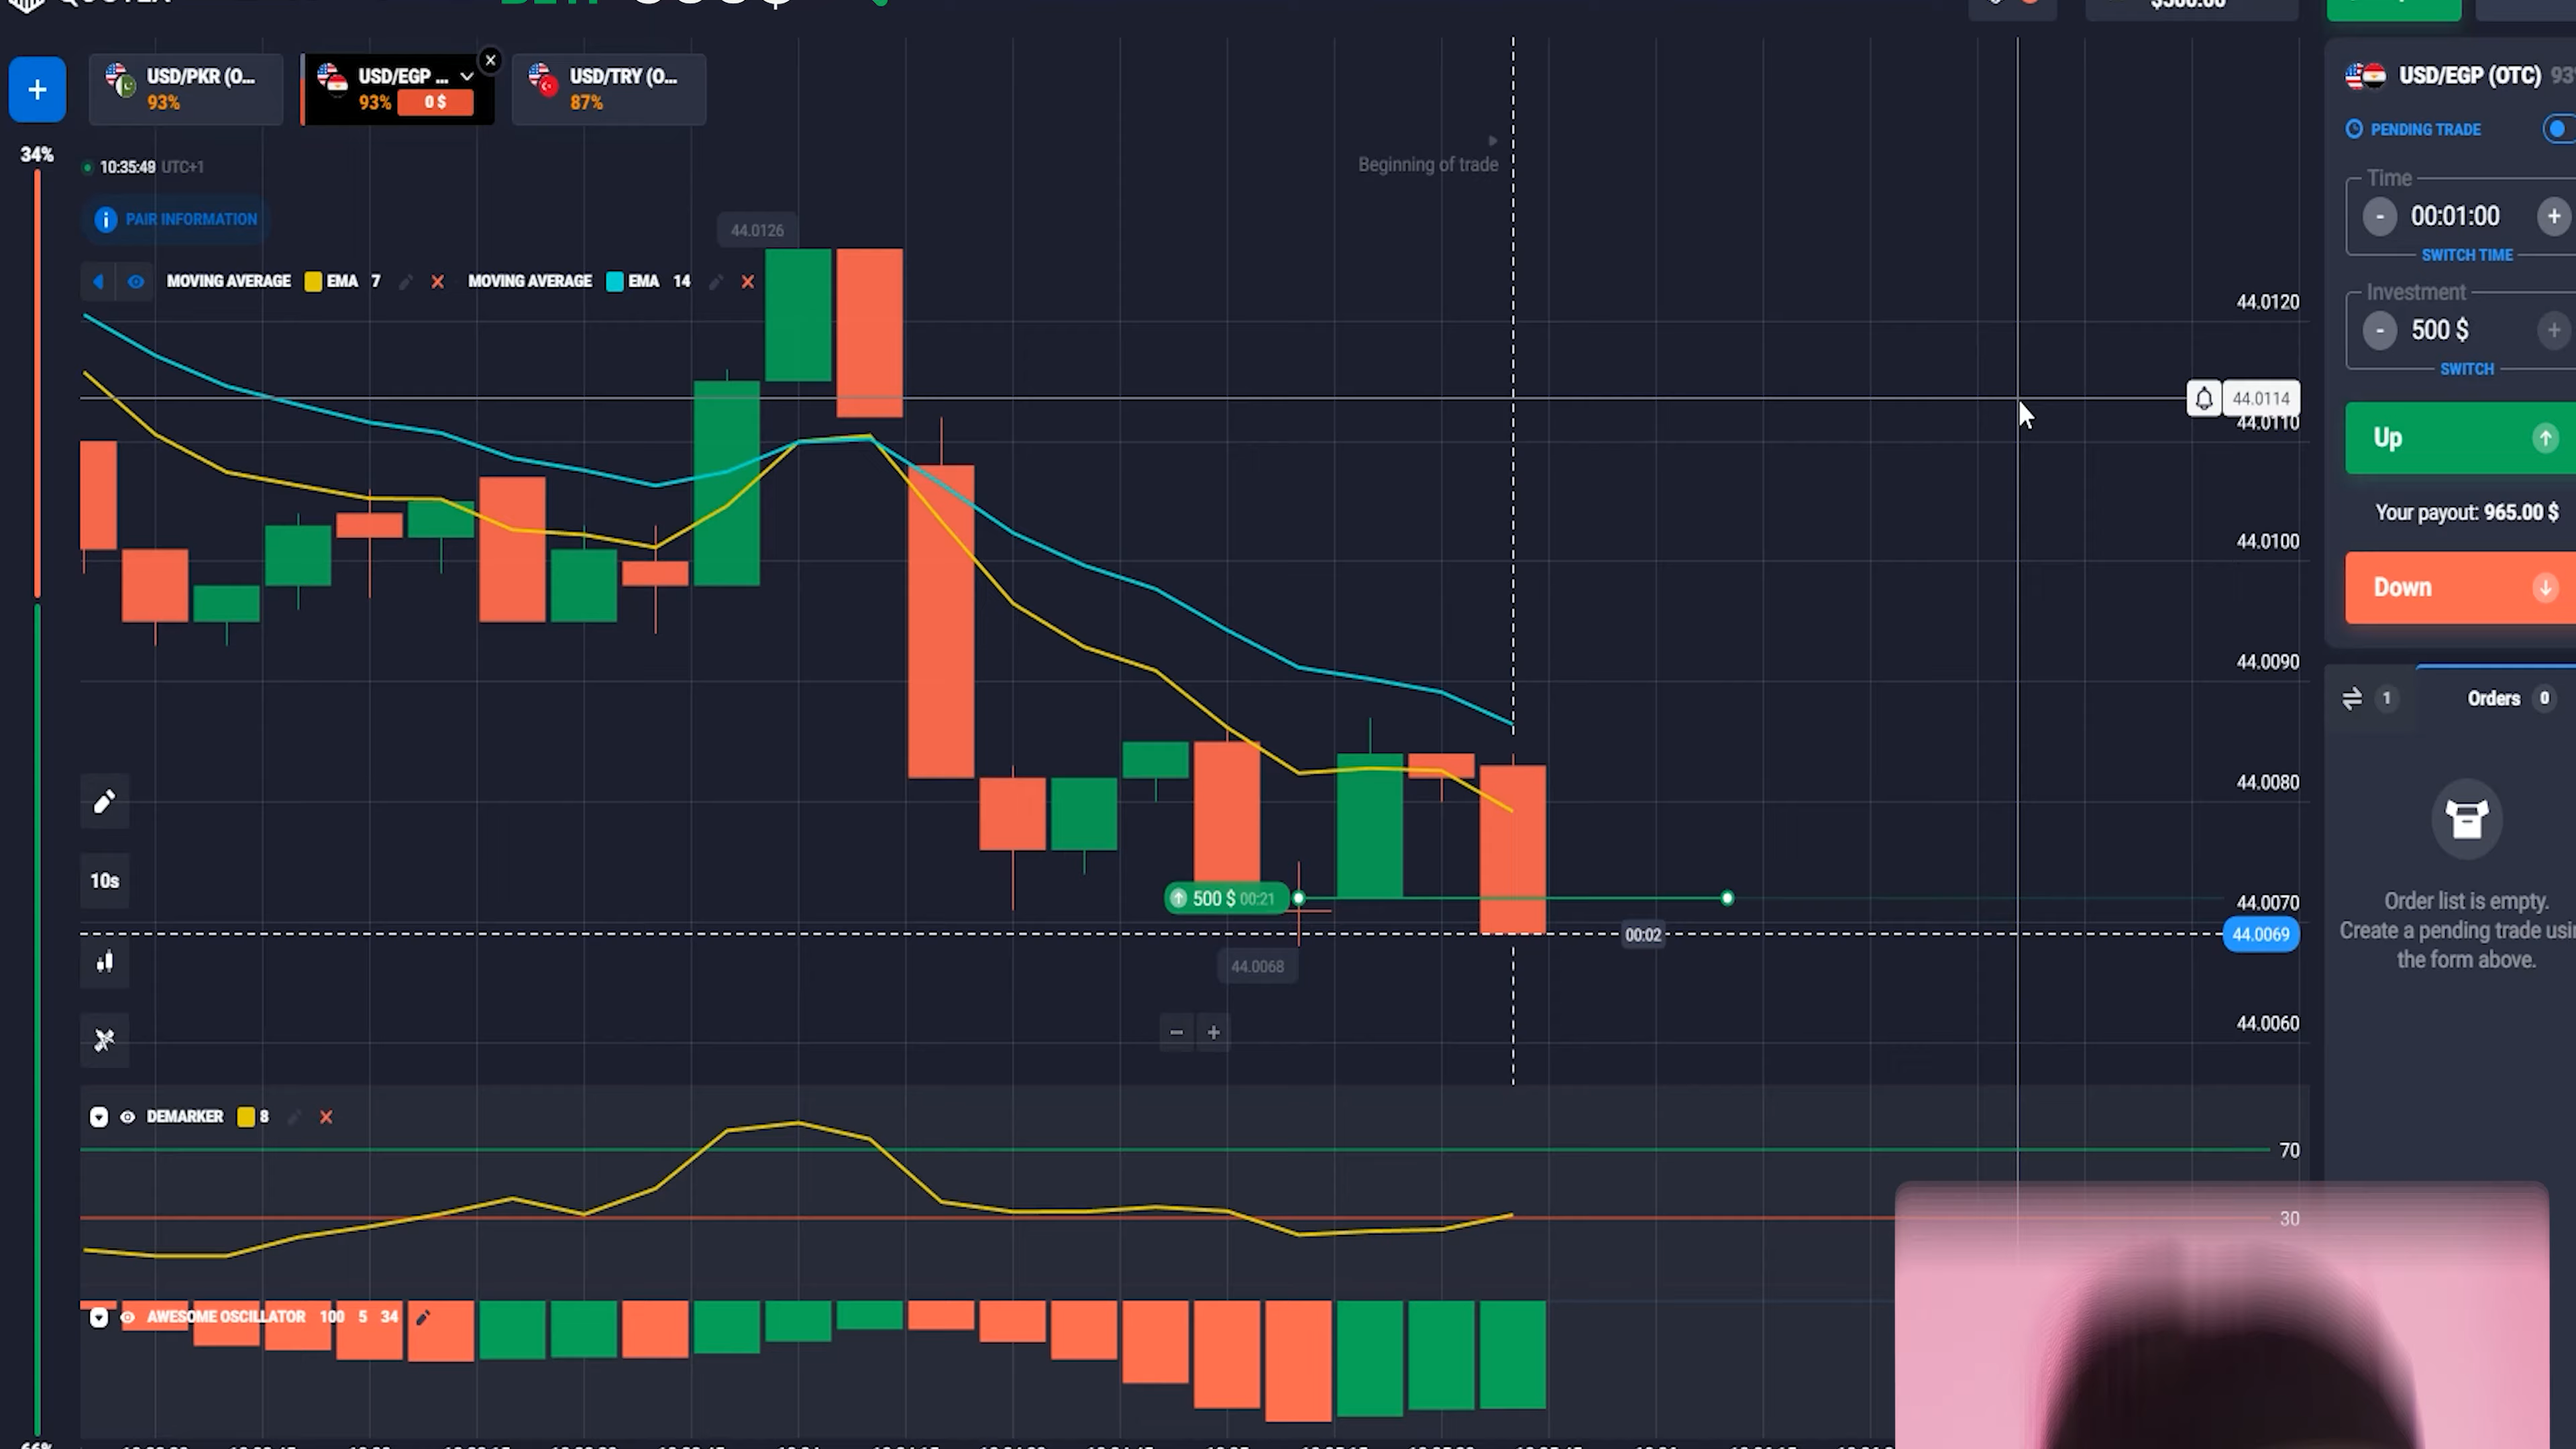 USD/PKR (O...
93%
USD/EGP ...
93% 0 $
USD/TRY (O...
87%
USD/EGP (OTC)
PENDING TRADE
34%
10:35:49 UTC+1
Beginning of trade
PAIR INFORMATION
44.0126
MOVING AVERAGE EMA 7 MOVING AVERAGE EMA 14
Time
00:01:00
SWITCH TIME
Investment
500 $
SWITCH
44.0120
44.0114
44.0110
44.0100
44.0090
44.0080
44.0070
44.0069
44.0060
Up
Your payout: 965.00 $
Down
1 Orders 0
Order list is empty.
Create a pending trade
the form above.
10s
500 $ 00:21
00:02
44.0068
DEMARKER 8
70
30
AWESOME OSCILLATOR 100 5 34